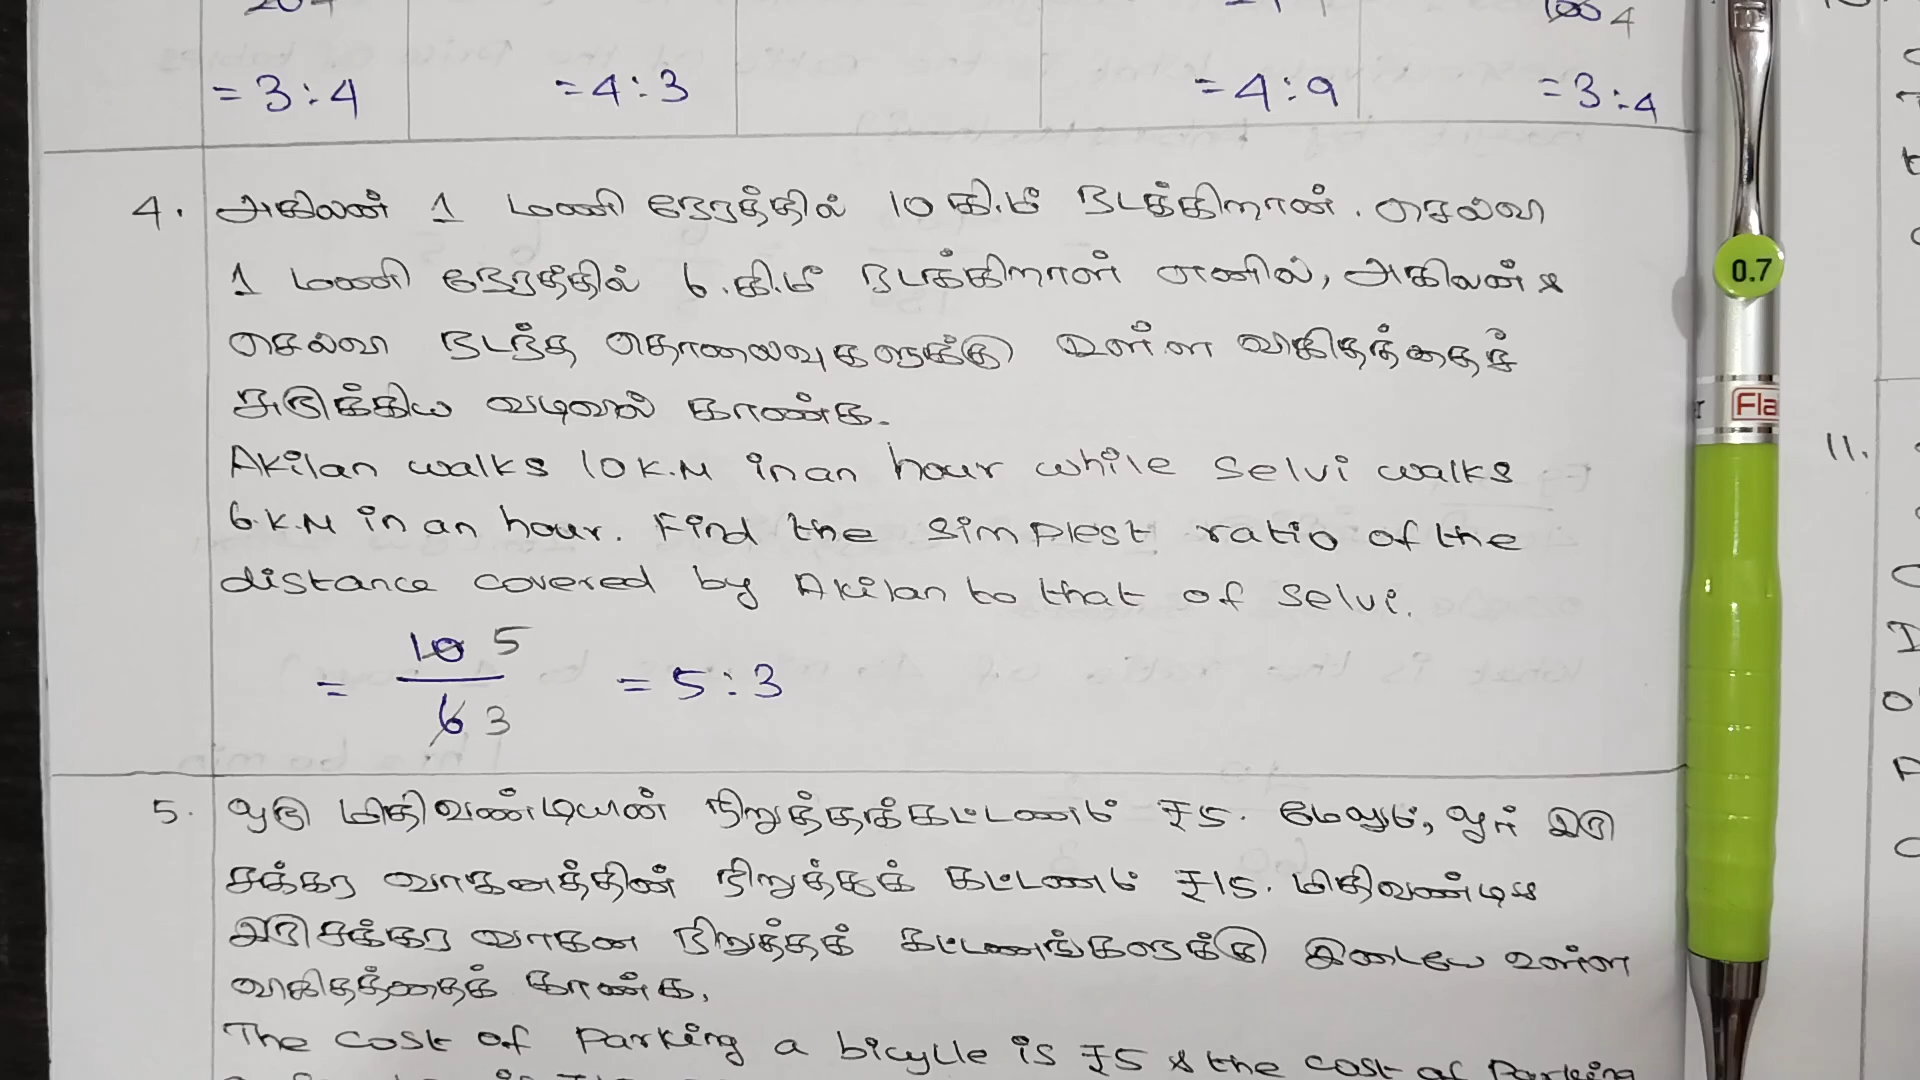 = 3:4 = 4:3 = 4:9 = 3:4
4. அகிலன் 1 மணி நேரத்தில் 10 கி.மீ நடக்கிறான். செல்வி
1 மணி நேரத்தில் 6.கி.மீ நடக்கிறாள் எனில், அகிலன் &
செல்வி நடந்த தொலைவுகளுக்கு உள்ள விகிதத்தைச்
சுருக்கிய வடிவில் காண்க.
Akilan walks 10 K.M in an hour while Selvi walks
6.K.M in an hour. Find the simplest ratio of the
distance covered by Akilan to that of Selvi.
= 10 5 / 6 3 = 5:3
5. ஒரு மிதிவண்டியின் நிறுத்தக்கட்டணம் ₹5. மேலும், ஓர் இரு
சக்கர வாகனத்தின் நிறுத்தக் கட்டணம் ₹15. மிதிவண்டி &
இருசக்கர வாகன நிறுத்தக் கட்டணங்களுக்கு இடையே உள்ள
விகிதத்தைக் காண்க.
The cost of Parking a bicycle is ₹5 & the cost of Parking
0.7
Fla
11.